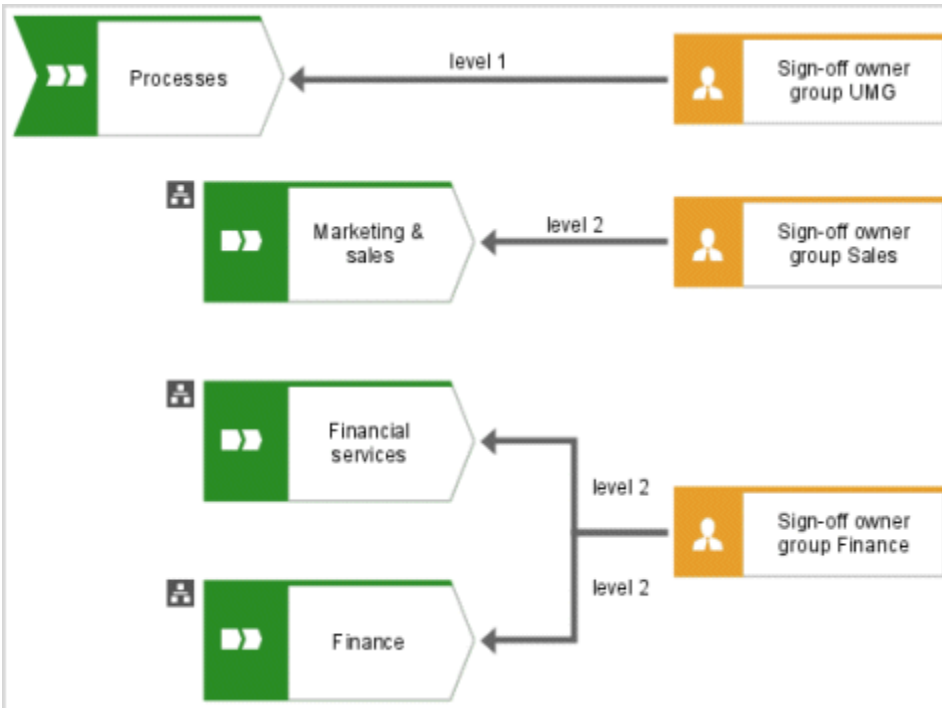 Processes
level 1
Sign-off owner
group UMG
Marketing &
sales
level 2
Sign-off owner
group Sales
Financial
services
level 2
Sign-off owner
group Finance
level 2
Finance